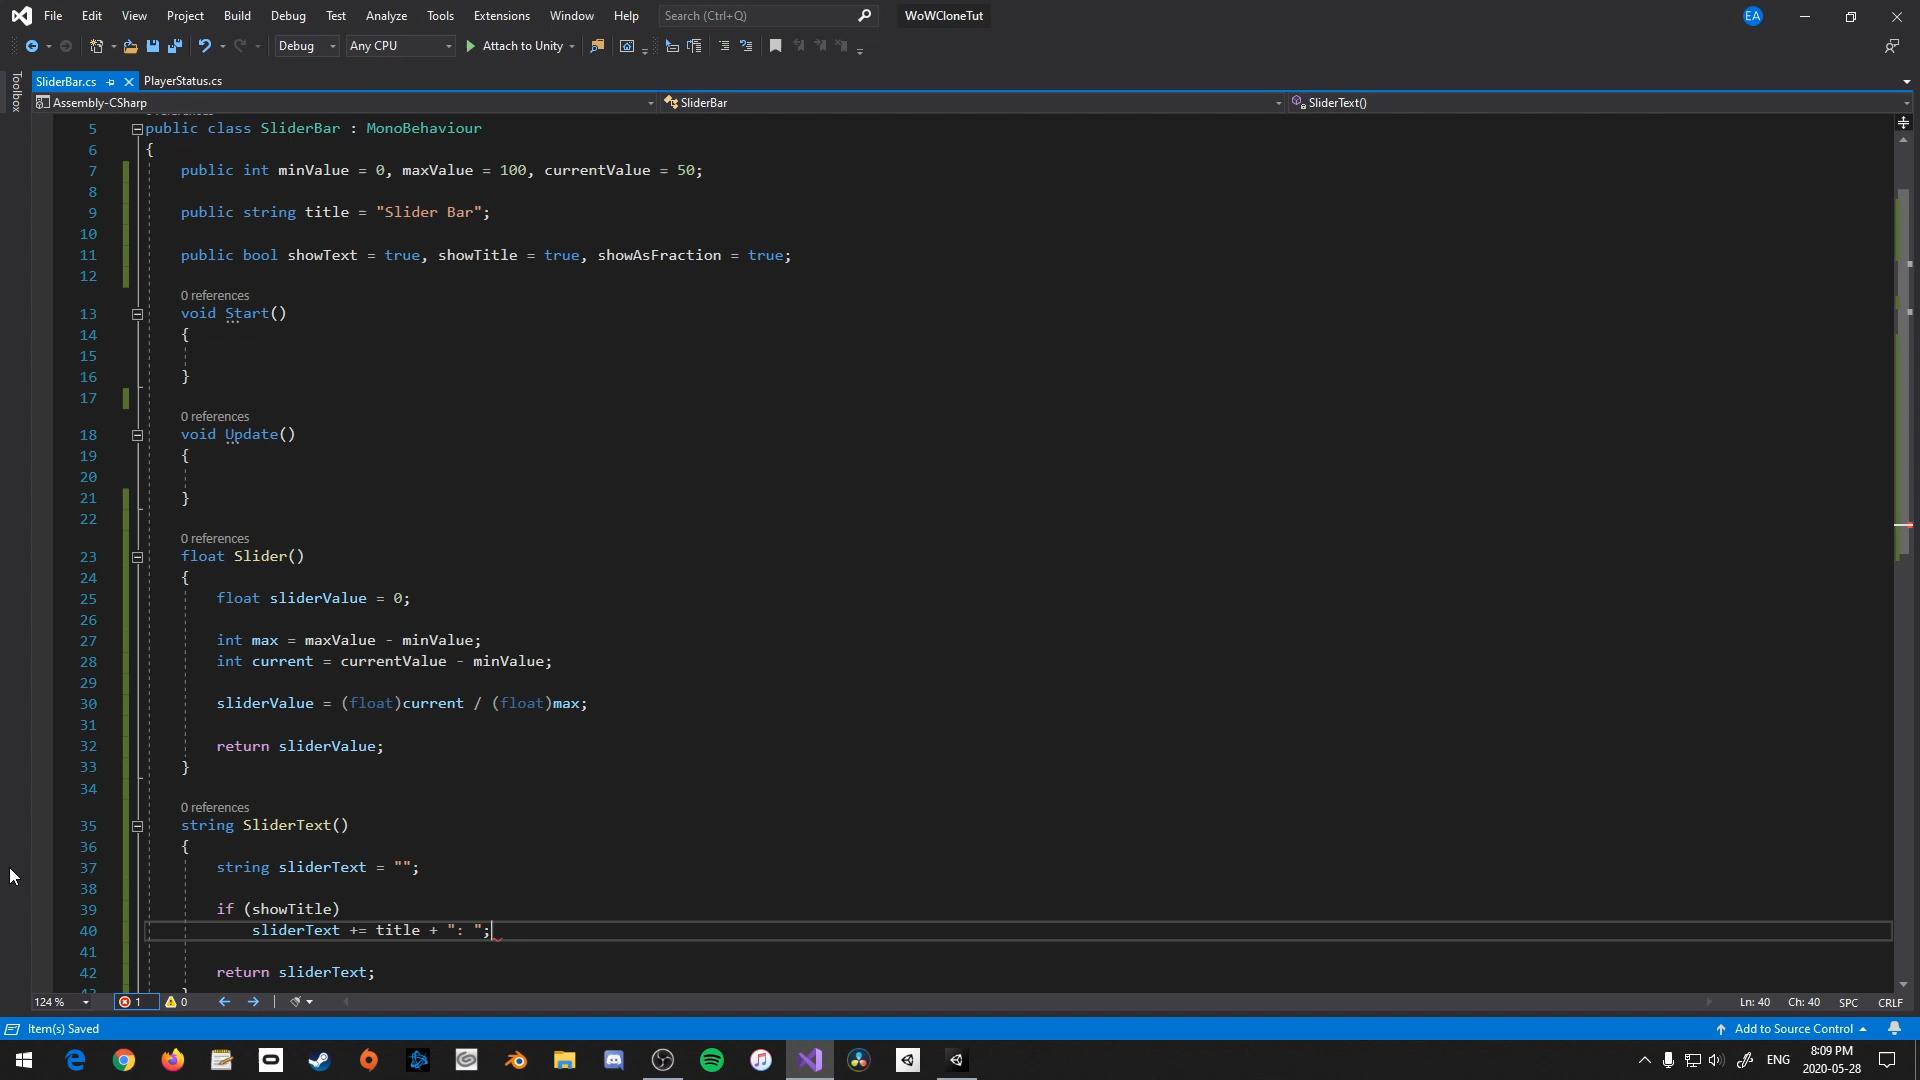 File Edit View Project Build Debug Test Analyze Tools Extensions Window Help Search (Ctrl+Q) WoWCloneTut EA
Debug Any CPU Attach to Unity
Toolbox
SliderBar.cs PlayerStatus.cs
Assembly-CSharp SliderBar SliderText()
5 public class SliderBar : MonoBehaviour
6 {
7 public int minValue = 0, maxValue = 100, currentValue = 50;
8
9 public string title = "Slider Bar";
10
11 public bool showText = true, showTitle = true, showAsFraction = true;
12
0 references
13 void Start()
14 {
15
16 }
17
0 references
18 void Update()
19 {
20
21 }
22
0 references
23 float Slider()
24 {
25 float sliderValue = 0;
26
27 int max = maxValue - minValue;
28 int current = currentValue - minValue;
29
30 sliderValue = (float)current / (float)max;
31
32 return sliderValue;
33 }
34
0 references
35 string SliderText()
36 {
37 string sliderText = "";
38
39 if (showTitle)
40 sliderText += title + ": ";
41
42 return sliderText;
124 % 1 0 Ln: 40 Ch: 40 SPC CRLF
Item(s) Saved Add to Source Control
ENG 8:09 PM
2020-05-28